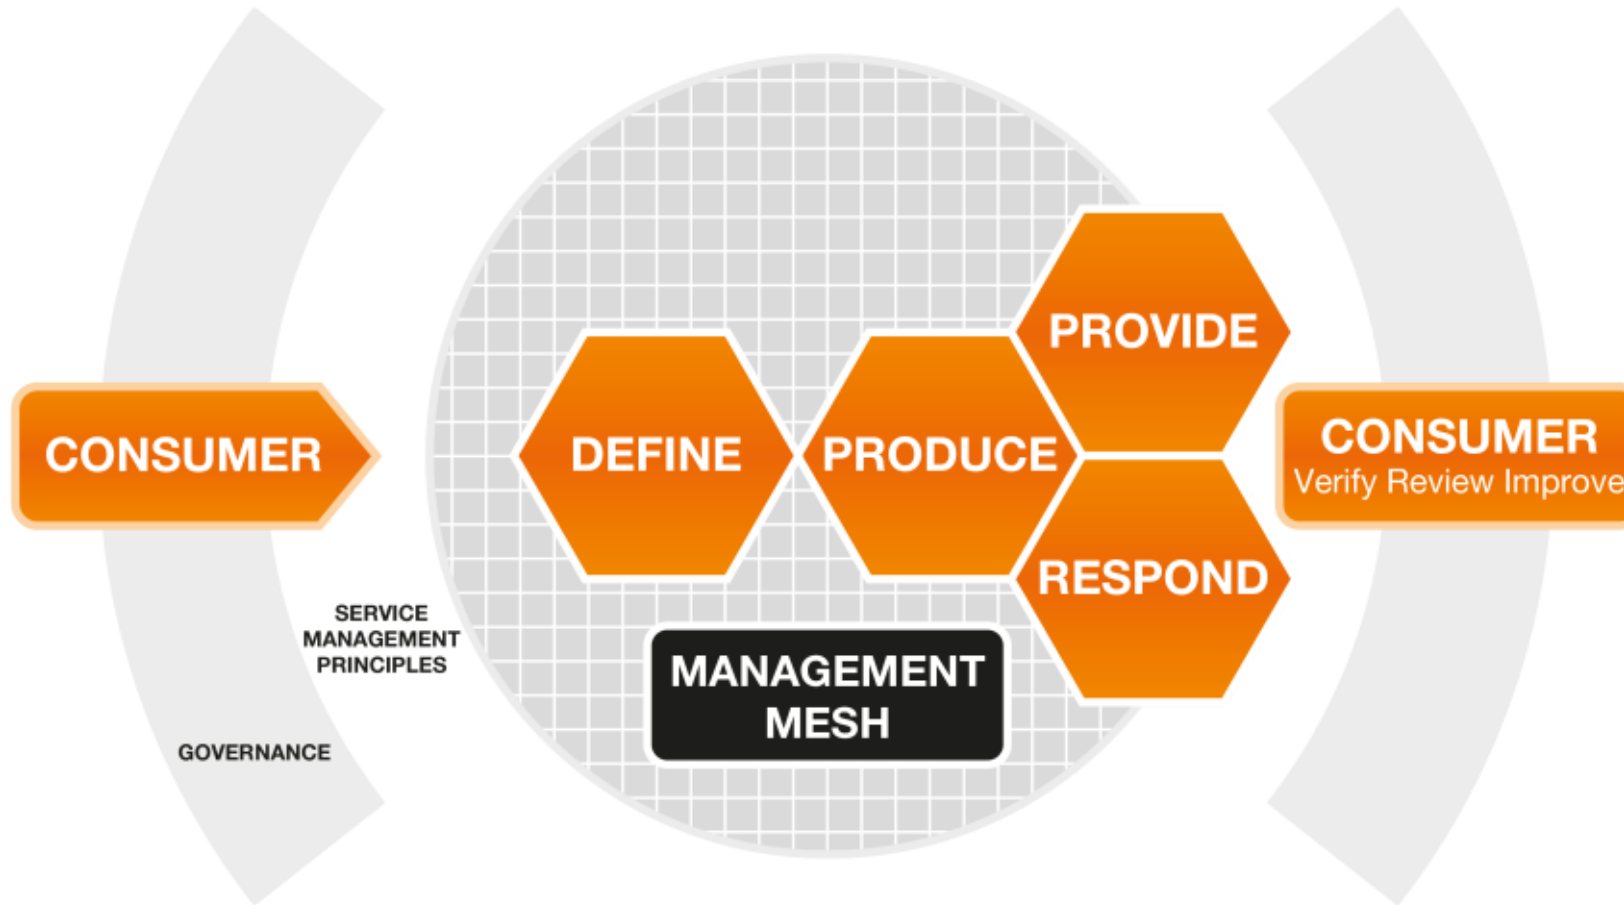 CONSUMER
DEFINE
PRODUCE
PROVIDE
RESPOND
CONSUMER
Verify Review Improve
SERVICE
MANAGEMENT
PRINCIPLES
GOVERNANCE
MANAGEMENT
MESH